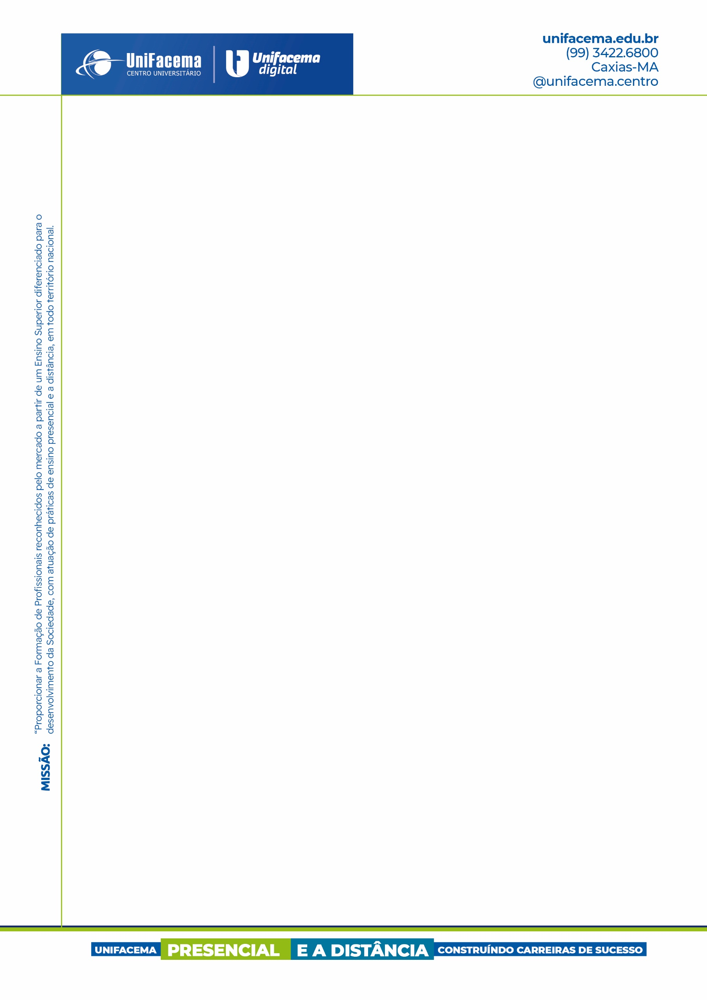 UniFacema
CENTRO UNIVERSITÁRIO
Unifacema
digital
unifacema.edu.br
(99) 3422.6800
Caxias-MA
@unifacema.centro
MISSÃO:
“Proporcionar a Formação de Profissionais reconhecidos pelo mercado a partir de um Ensino Superior diferenciado para o
desenvolvimento da Sociedade, com atuação de práticas de ensino presencial e a distância, em todo território nacional.
UNIFACEMA PRESENCIAL E A DISTÂNCIA CONSTRUÍNDO CARREIRAS DE SUCESSO